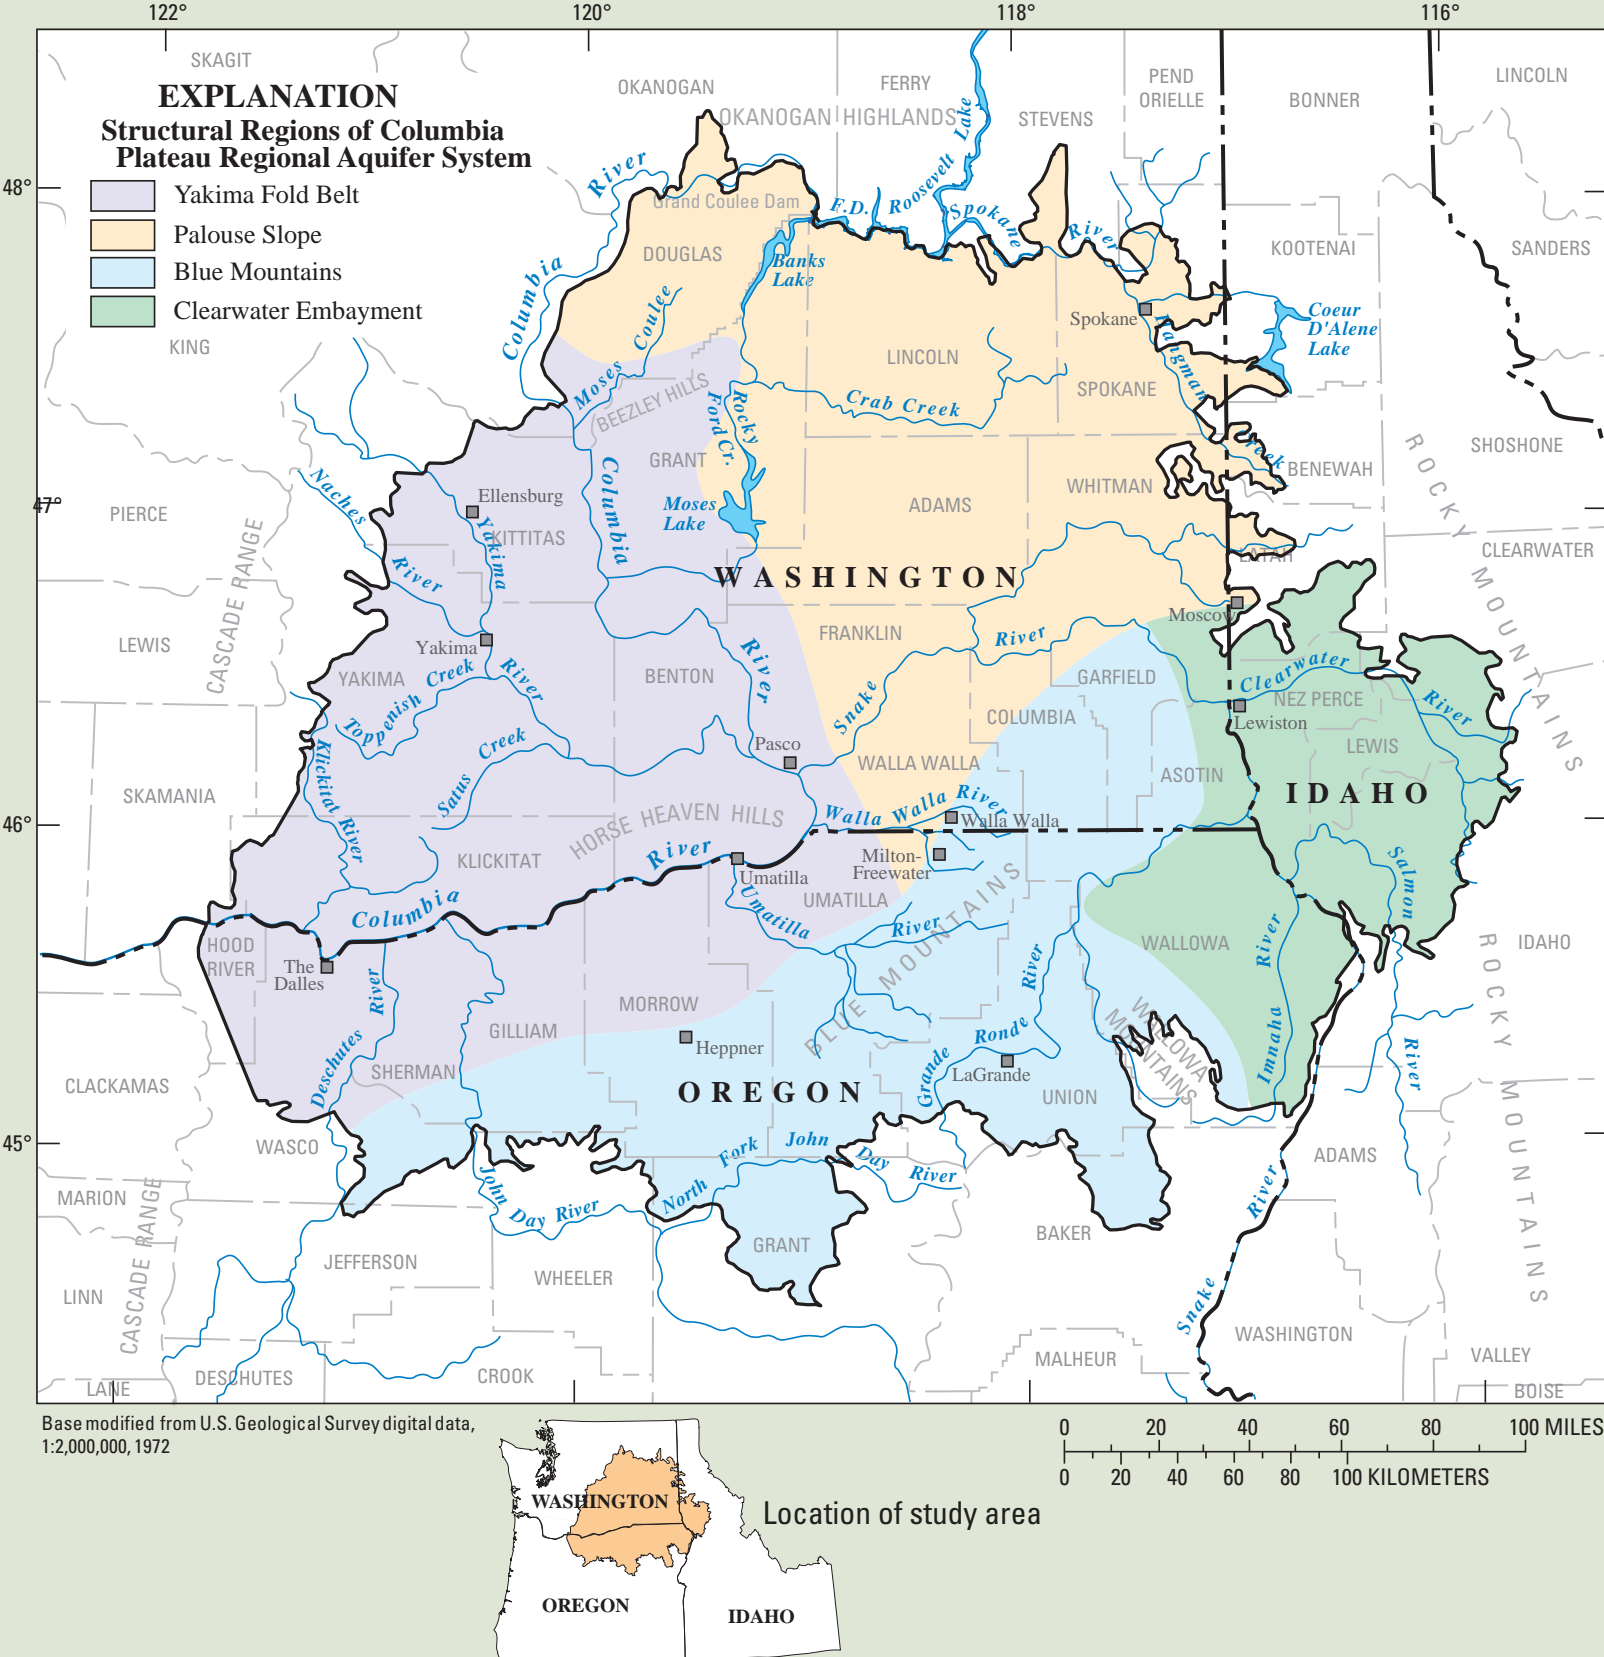 122°
120°
118°
116°
EXPLANATION
Structural Regions of Columbia
Plateau Regional Aquifer System
Yakima Fold Belt
Palouse Slope
Blue Mountains
Clearwater Embayment
SKAGIT
OKANOGAN
FERRY
OKANOGAN HIGHLANDS
STEVENS
PEND
ORIELLE
BONNER
LINCOLN
48°
River
Grand Coulee Dam
F.D. Roosevelt Lake
Spokane River
DOUGLAS
Banks
Lake
KOOTENAI
SANDERS
Columbia
Moses Coulee
KING
Spokane
Coeur
D'Alene
Lake
LINCOLN
SPOKANE
Hangman Creek
BEEZLEY HILLS
Rocky
Ford Cr.
Crab Creek
GRANT
SHOSHONE
BENEWAH
ROCKY MOUNTAINS
Naches River
Ellensburg
Columbia
WHITMAN
47°
PIERCE
Moses
Lake
ADAMS
KITTITAS
Yakima
CASCADE RANGE
CLEARWATER
LATAH
WASHINGTON
Moscow
LEWIS
Yakima
FRANKLIN
River
River
Clearwater River
YAKIMA
Toppenish Creek
River
BENTON
GARFIELD
NEZ PERCE
Snake
COLUMBIA
Lewiston
Klickitat River
Satus Creek
Pasco
WALLA WALLA
LEWIS
ASOTIN
SKAMANIA
IDAHO
46°
HORSE HEAVEN HILLS
Walla Walla River
Walla Walla
KLICKITAT
River
Milton-
Freewater
Umatilla
Columbia
UMATILLA
Salmon
Umatilla
River
HOOD
RIVER
The
Dalles
WALLOWA
River
IDAHO
BLUE MOUNTAINS
River
River
MORROW
GILLIAM
WALLOWA
MOUNTAINS
ROCKY MOUNTAINS
Heppner
Ronde
Deschutes
SHERMAN
LaGrande
Grande
Imnaha
River
CLACKAMAS
OREGON
UNION
45°
WASCO
North Fork John
Day River
ADAMS
MARION
John
Day River
River
CASCADE RANGE
BAKER
GRANT
JEFFERSON
WHEELER
LINN
Snake
WASHINGTON
VALLEY
MALHEUR
DESCHUTES
CROOK
LANE
BOISE
Base modified from U.S. Geological Survey digital data,
1:2,000,000, 1972
0 20 40 60 80 100 MILES
0 20 40 60 80 100 KILOMETERS
WASHINGTON
Location of study area
OREGON
IDAHO